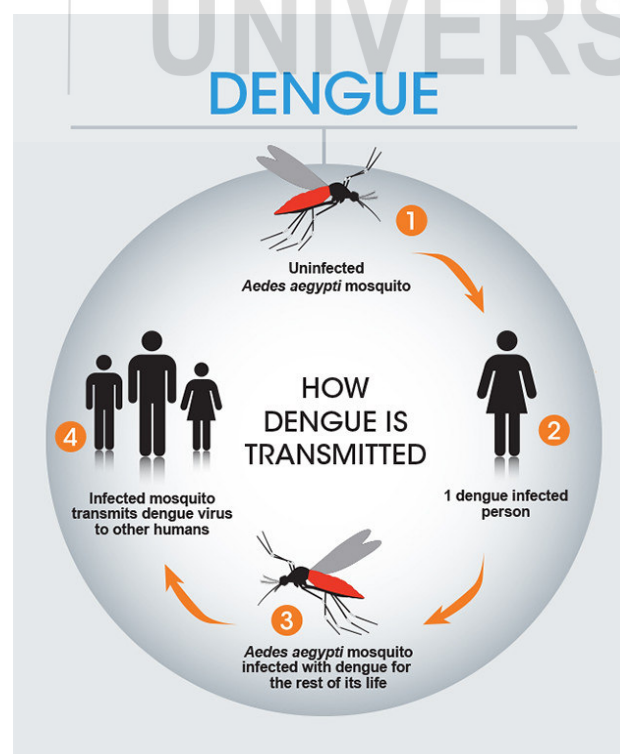 UNIVERS
DENGUE
1
Uninfected
Aedes aegypti mosquito
2
1 dengue infected
person
HOW
DENGUE IS
TRANSMITTED
3
Aedes aegypti mosquito
infected with dengue for
the rest of its life
4
Infected mosquito
transmits dengue virus
to other humans